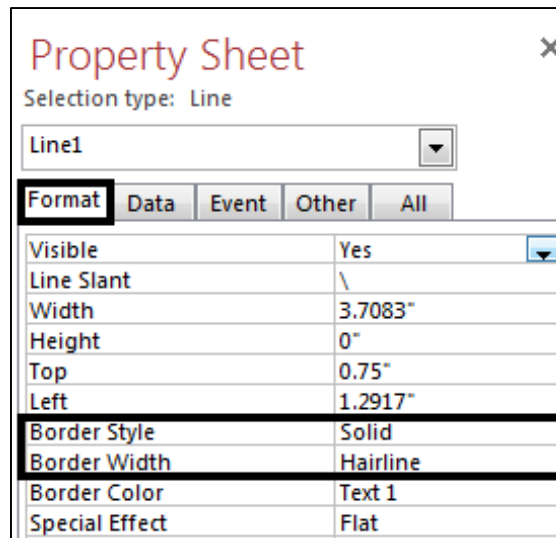 Property Sheet
Selection type: Line
Line1
Format Data Event Other All
Visible Yes
Line Slant \
Width 3.7083"
Height 0"
Top 0.75"
Left 1.2917"
Border Style Solid
Border Width Hairline
Border Color Text 1
Special Effect Flat